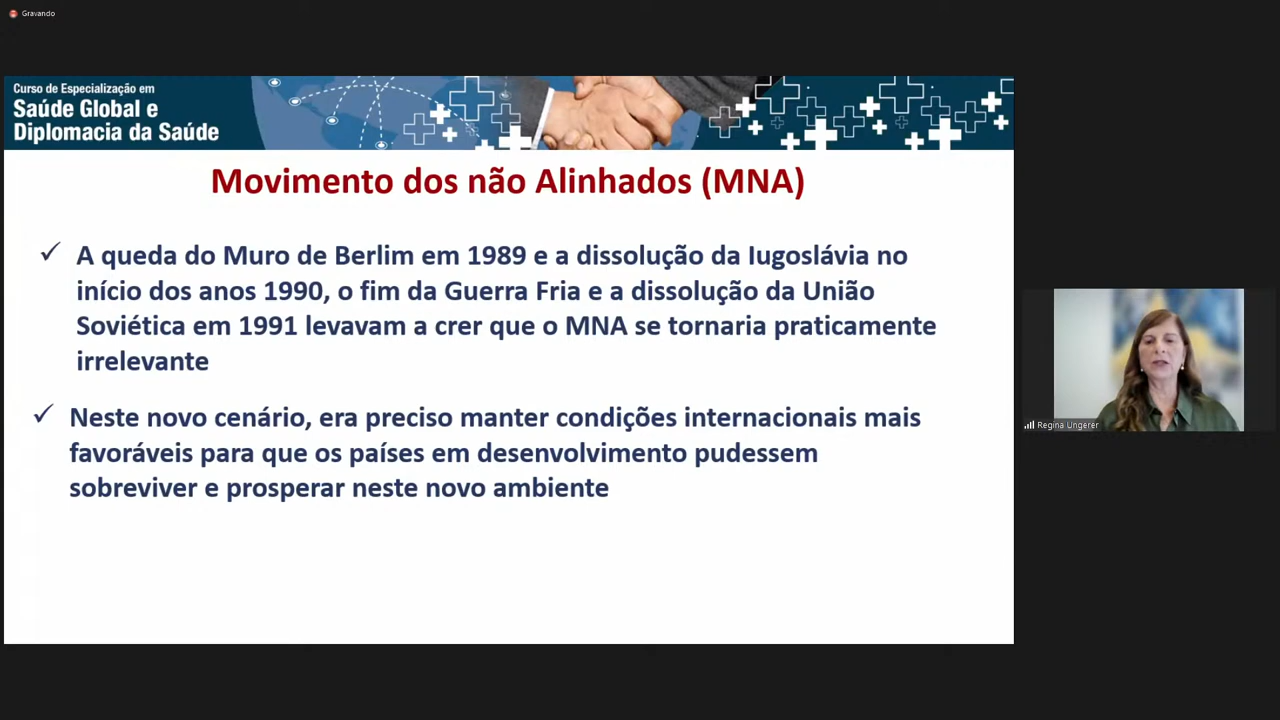 Gravando
Curso de Especialização em
Saúde Global e
Diplomacia da Saúde
Movimento dos não Alinhados (MNA)
✓ A queda do Muro de Berlim em 1989 e a dissolução da Iugoslávia no
início dos anos 1990, o fim da Guerra Fria e a dissolução da União
Soviética em 1991 levavam a crer que o MNA se tornaria praticamente
irrelevante
✓ Neste novo cenário, era preciso manter condições internacionais mais
favoráveis para que os países em desenvolvimento pudessem
sobreviver e prosperar neste novo ambiente
Regina Ungerer